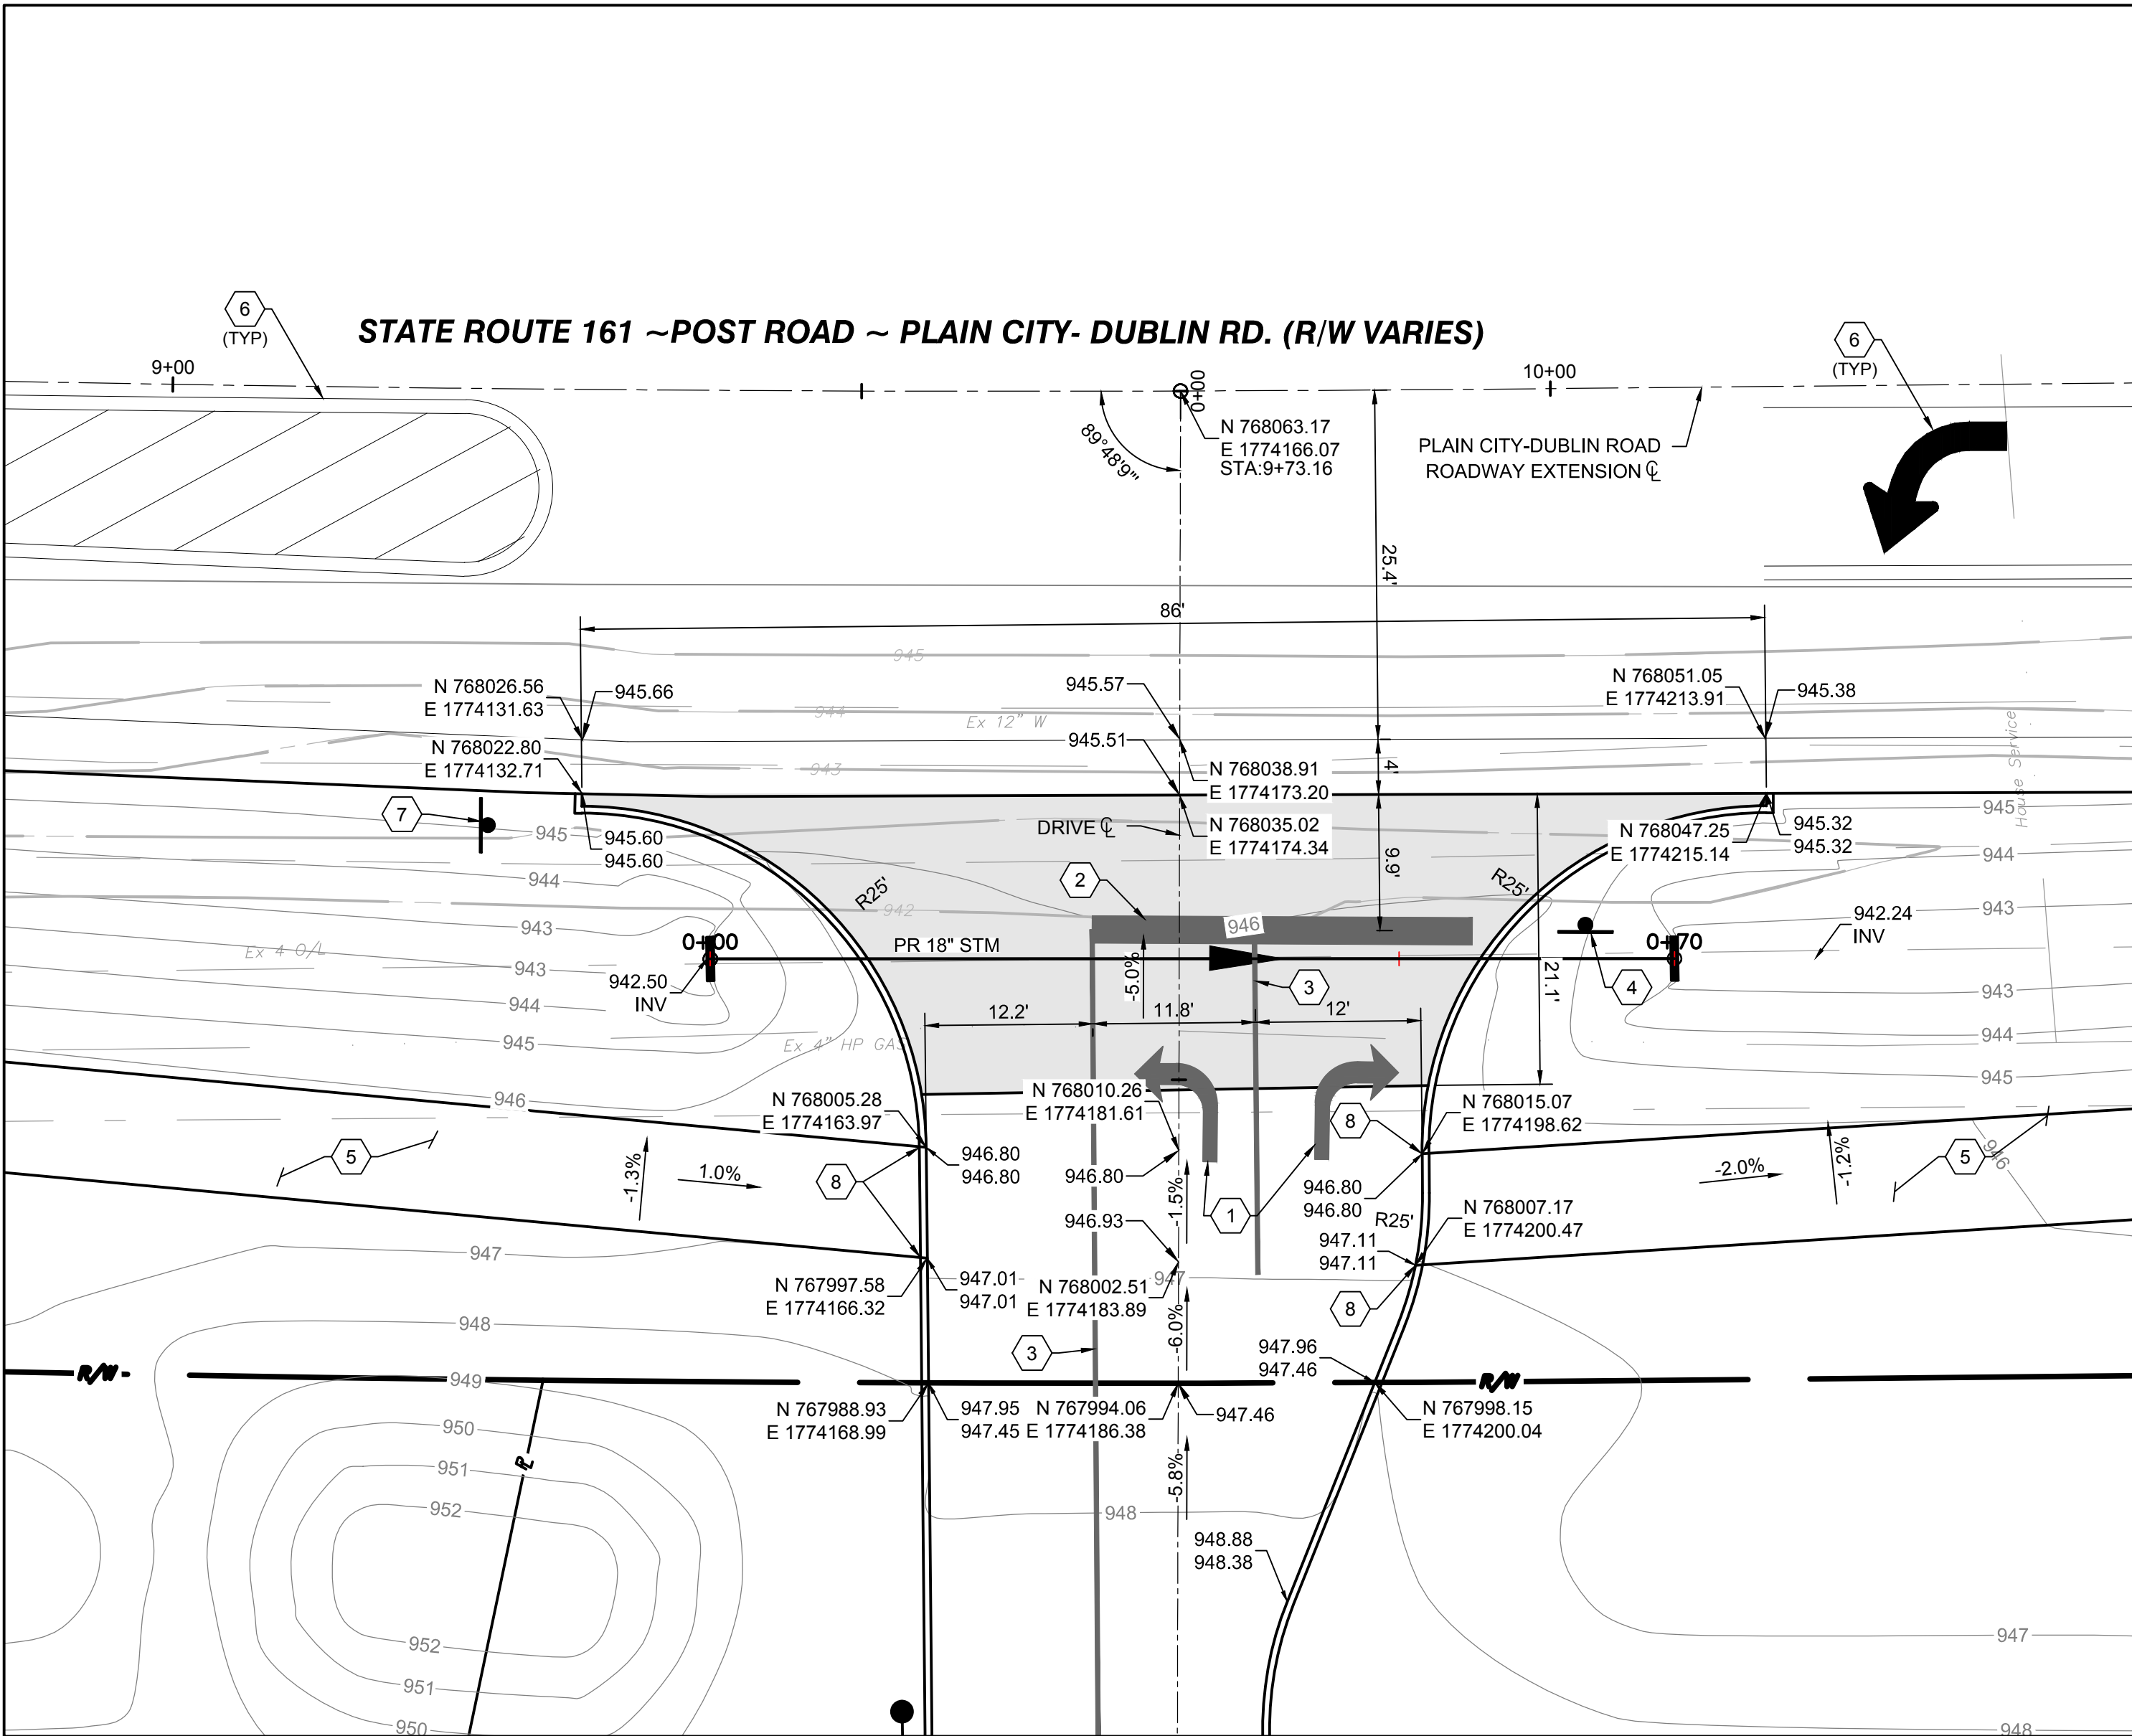 STATE ROUTE 161 ~POST ROAD ~ PLAIN CITY- DUBLIN RD. (R/W VARIES)
6
(TYP)
6
(TYP)
9+00
10+00
0+00
N 768063.17
E 1774166.07
STA:9+73.16
89°48'9"
PLAIN CITY-DUBLIN ROAD
ROADWAY EXTENSION ℄
25.4'
86'
945
N 768026.56
E 1774131.63
945.66
945.57
N 768051.05
E 1774213.91
945.38
944
Ex 12" W
House Service
N 768022.80
E 1774132.71
945.51
4'
943
N 768038.91
E 1774173.20
7
945
945.60
945.60
DRIVE ℄
N 768035.02
E 1774174.34
9.9'
N 768047.25
E 1774215.14
945.32
945.32
945
944
944
R25'
2
R25'
942
946
943
943
942.24
INV
Ex 4 O/L
0+00
PR 18" STM
0+70
943
942.50
INV
-5.0%
3
4
21.1'
943
944
12.2'
11.8'
12'
944
945
Ex 4" HP GAS
945
946
N 768005.28
E 1774163.97
N 768010.26
E 1774181.61
N 768015.07
E 1774198.62
8
5
-1.3%
1.0%
8
946.80
946.80
946.80
-1.5%
1
946.80
946.80
R25'
-2.0%
-1.2%
5
946
947
946.93
N 768007.17
E 1774200.47
947.11
947.11
N 767997.58
E 1774166.32
947.01
947.01
N 768002.51
E 1774183.89
947
8
948
3
-6.0%
947.96
947.46
R/W
949
R/W
N 767988.93
E 1774168.99
947.95
947.45
N 767994.06
E 1774186.38
947.46
N 767998.15
E 1774200.04
950
951
952
PL
-5.8%
948
948.88
948.38
952
947
951
950
948